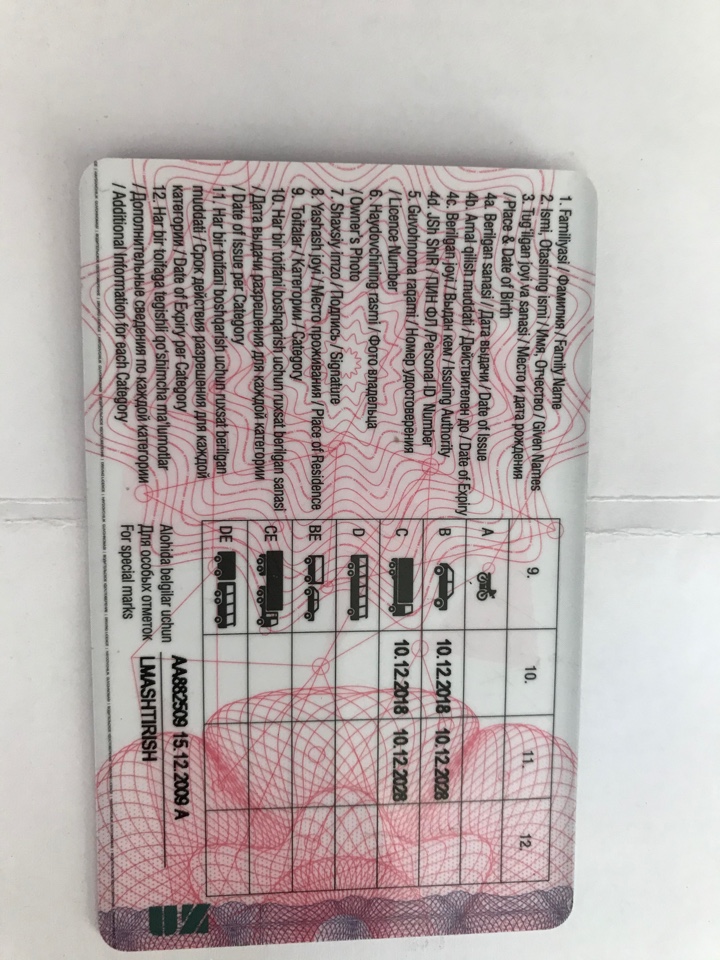 1. Familiyasi / Фамилия / Family Name
2. Ismi, Otasining ismi / Имя, Отчество / Given Names
3. Tug'ilgan joyi va sanasi / Место и дата рождения
/ Place & Date of Birth
4a. Berilgan sanasi / Дата выдачи / Date of Issue
4b. Amal qilish muddati / Действителен до / Date of Expiry
4c. Berilgan joyi / Выдан кем / Issuing Authority
4d. JSh ShIR / ПИН ФЛ / Personal ID Number
5. Guvohnoma raqami / Номер удостоверения
/ Licence Number
6. Haydovchining rasmi / Фото владельца
/ Owner's Photo
7. Shaxsiy imzo / Подпись / Signature
8. Yashash joyi / Место проживания / Place of Residence
9. Toifalar / Категории / Category
10. Har bir toifani boshqarish uchun ruxsat berilgan sanasi
/ Дата выдачи разрешения для каждой категории
/ Date of Issue per Category
11. Har bir toifani boshqarish uchun ruxsat berilgan
muddati / Срок действия разрешения для каждой
категории / Date of Expiry per Category
12. Har bir toifaga tegishli qo'shimcha ma'lumotlar
/ Дополнительные сведения по каждой категории
/ Additional Information for each Category
9. 10. 11. 12.
A
B 10.12.2018 10.12.2028
C 10.12.2018 10.12.2028
D
BE
CE
DE
Alohida belgilar uchun
Для особых отметок
For special marks
AA882509 15.12.2009 A
LMASHTIRISH